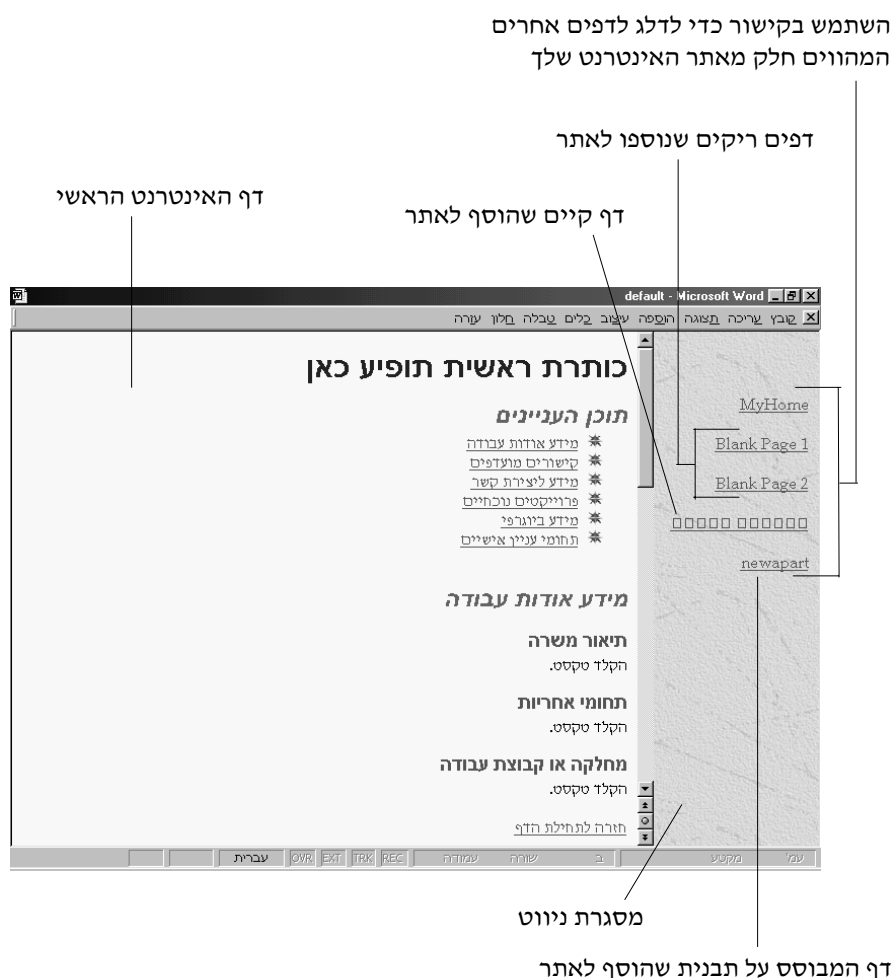 השתמש בקישור כדי לדלג לדפים אחרים
המהווים חלק מאתר האינטרנט שלך
דפים ריקים שנוספו לאתר
דף האינטרנט הראשי
דף קיים שהוסף לאתר
default - Microsoft Word
קובץ עריכה תצוגה הוספה עיצוב כלים טבלה חלון עזרה
כותרת ראשית תופיע כאן
תוכן העניינים
מידע אודות עבודה
קישורים מועדפים
מידע ליצירת קשר
פרוייקטים נוכחיים
מידע ביוגרפי
תחומי עניין אישיים
MyHome
Blank Page 1
Blank Page 2
newapart
מידע אודות עבודה
תיאור משרה
הקלד טקסט.
תחומי אחריות
הקלד טקסט.
מחלקה או קבוצת עבודה
הקלד טקסט.
חזרה לתחילת הדף
עמ' מקטע ב שורה עמודה REC TRK EXT OVR עברית
מסגרת ניווט
דף המבוסס על תבנית שהוסף לאתר